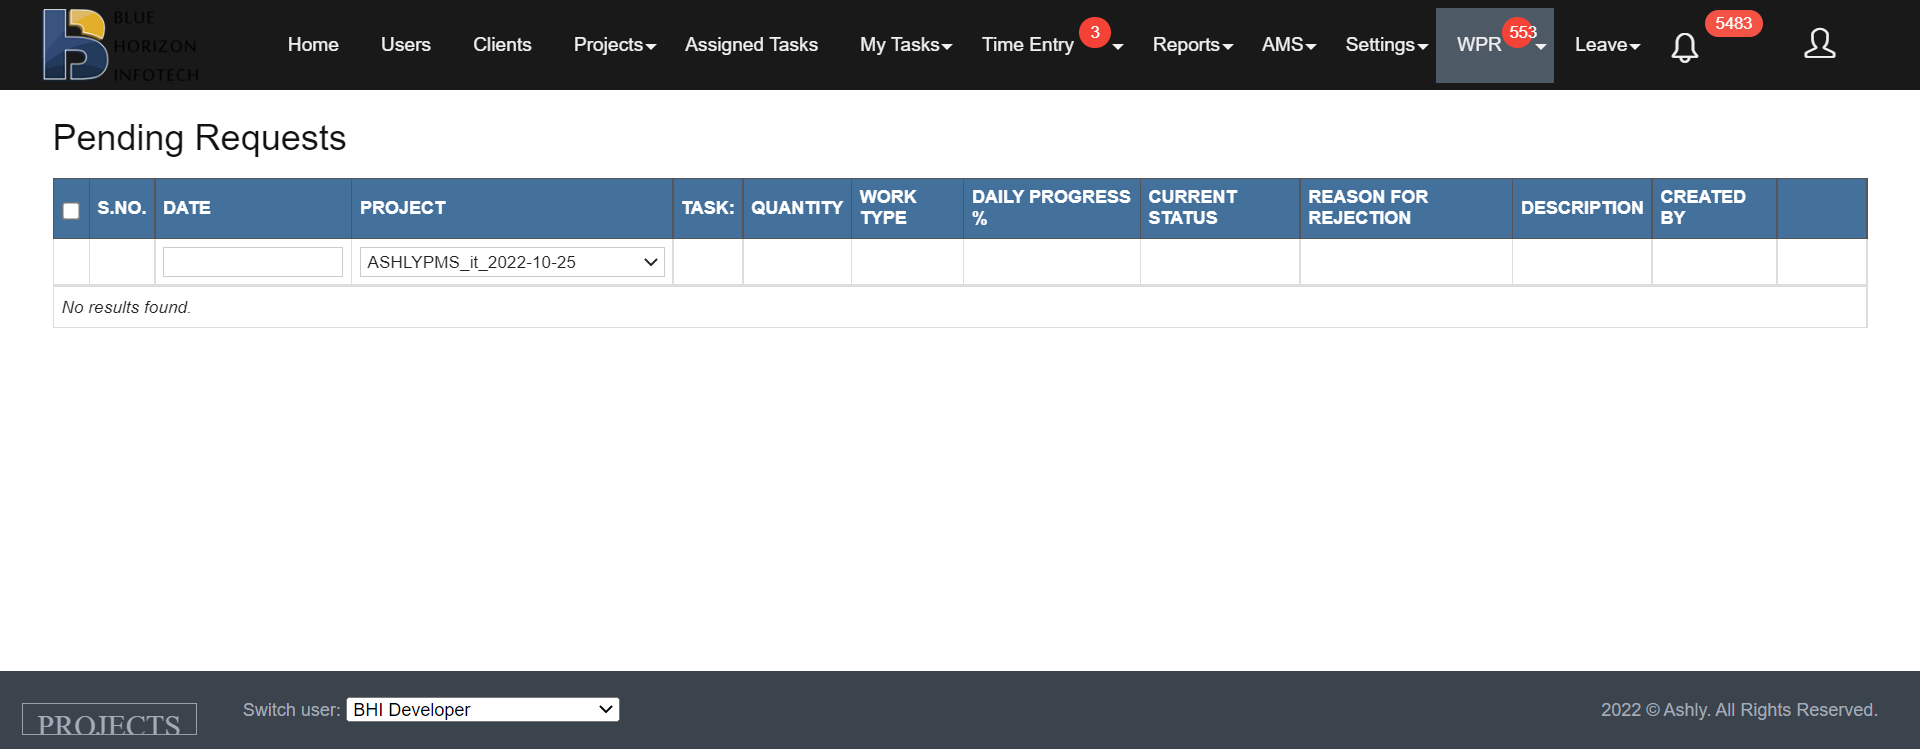 BLUE
HORIZON
INFOTECH
Home Users Clients Projects Assigned Tasks My Tasks Time Entry 3 Reports AMS Settings WPR 553 Leave 5483
Pending Requests
S.NO. DATE PROJECT TASK: QUANTITY WORK TYPE DAILY PROGRESS % CURRENT STATUS REASON FOR REJECTION DESCRIPTION CREATED BY
ASHLYPMS_it_2022-10-25
No results found.
PROJECTS Switch user: BHI Developer 2022 © Ashly. All Rights Reserved.